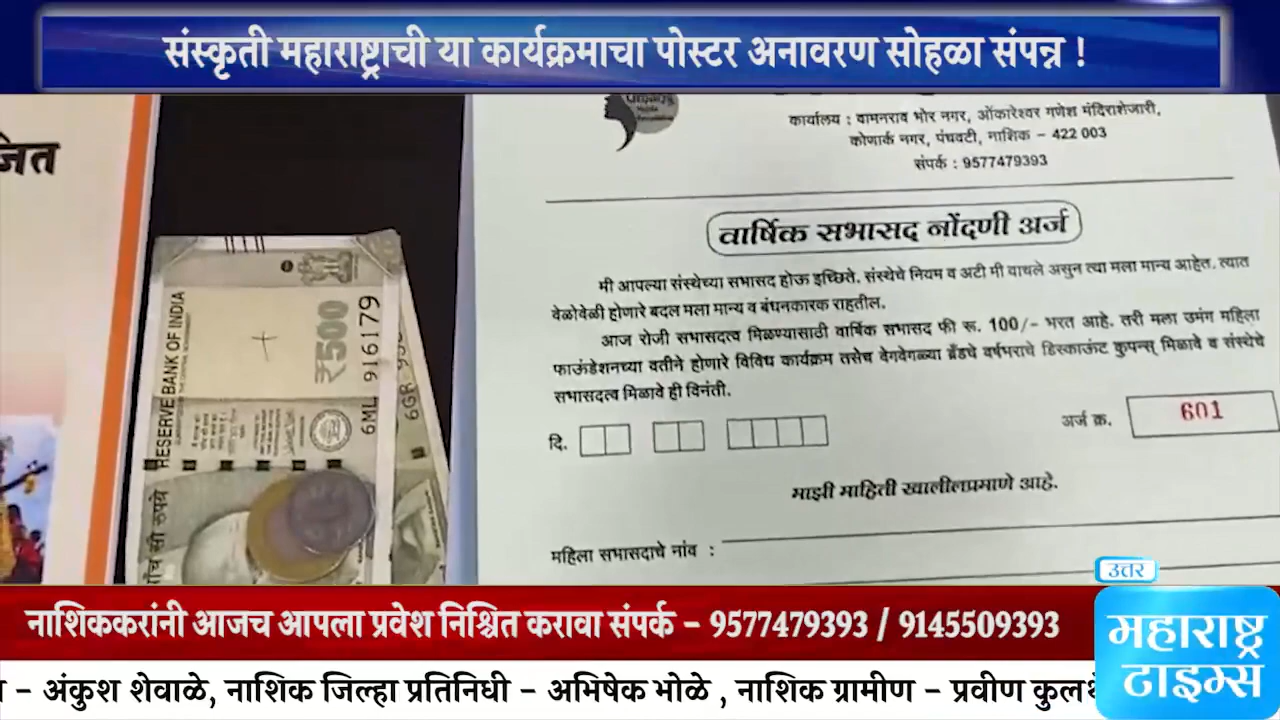 संस्कृती महाराष्ट्राची या कार्यक्रमाचा पोस्टर अनावरण सोहळा संपन्न !
जित
कार्यालय : वामनराव भोर नगर, ओंकारेश्वर गणेश मंदिराशेजारी,
कोणार्क नगर, पंचवटी, नाशिक – 422 003
संपर्क : 9577479393
वार्षिक सभासद नोंदणी अर्ज
मी आपल्या संस्थेच्या सभासद होऊ इच्छिते. संस्थेचे नियम व अटी मी वाचले असुन त्या मला मान्य आहेत. त्यात
वेळोवेळी होणारे बदल मला मान्य व बंधनकारक राहतील.
आज रोजी सभासदत्व मिळण्यासाठी वार्षिक सभासद फी रू. 100/- भरत आहे. तरी मला उमंग महिला
फाऊंडेशनच्या वतीने होणारे विविध कार्यक्रम तसेच वेगवेगळ्या ब्रँडचे वर्षभराचे डिस्काऊंट कुपन्स् मिळावे व संस्थेचे
सभासदत्व मिळावे ही विनंती.
दि.
अर्ज क्र. 601
माझी माहिती खालीलप्रमाणे आहे.
महिला सभासदाचे नांव :
RESERVE BANK OF INDIA
₹500
6ML 916179
6GR
पाँच सौ रुपये
नाशिककरांनी आजच आपला प्रवेश निश्चित करावा संपर्क – 9577479393 / 9145509393
उत्तर
महाराष्ट्र
टाइम्स
– अंकुश शेवाळे, नाशिक जिल्हा प्रतिनिधी – अभिषेक भोळे , नाशिक ग्रामीण – प्रवीण